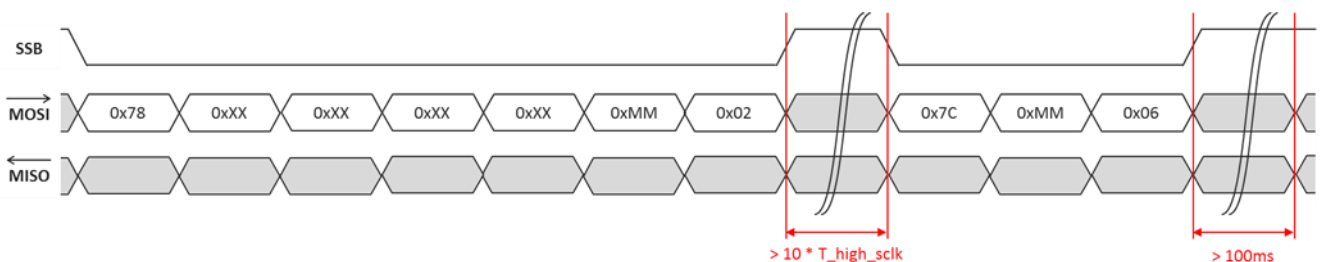 SSB
MOSI 0x78 0xXX 0xXX 0xXX 0xXX 0xMM 0x02 0x7C 0xMM 0x06
MISO
> 10 * T_high_sclk > 100ms